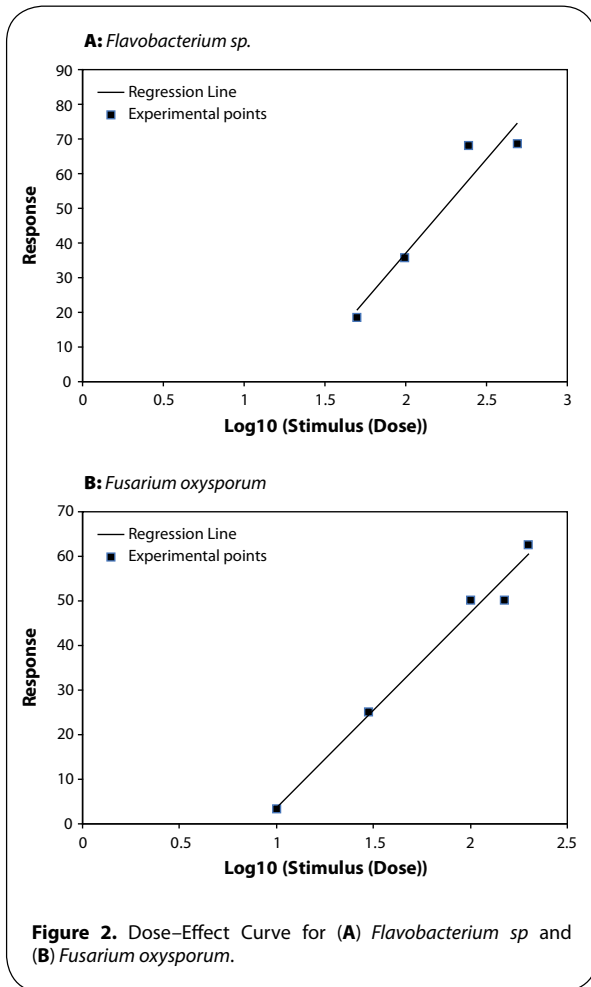 A: Flavobacterium sp.
90
80
70
60
50
40
30
20
10
0
Response
Regression Line
Experimental points
0 0.5 1 1.5 2 2.5 3
Log10 (Stimulus (Dose))
B: Fusarium oxysporum
70
60
50
40
30
20
10
0
Response
Regression Line
Experimental points
0 0.5 1 1.5 2 2.5
Log10 (Stimulus (Dose))
Figure 2. Dose–Effect Curve for (A) Flavobacterium sp and
(B) Fusarium oxysporum.